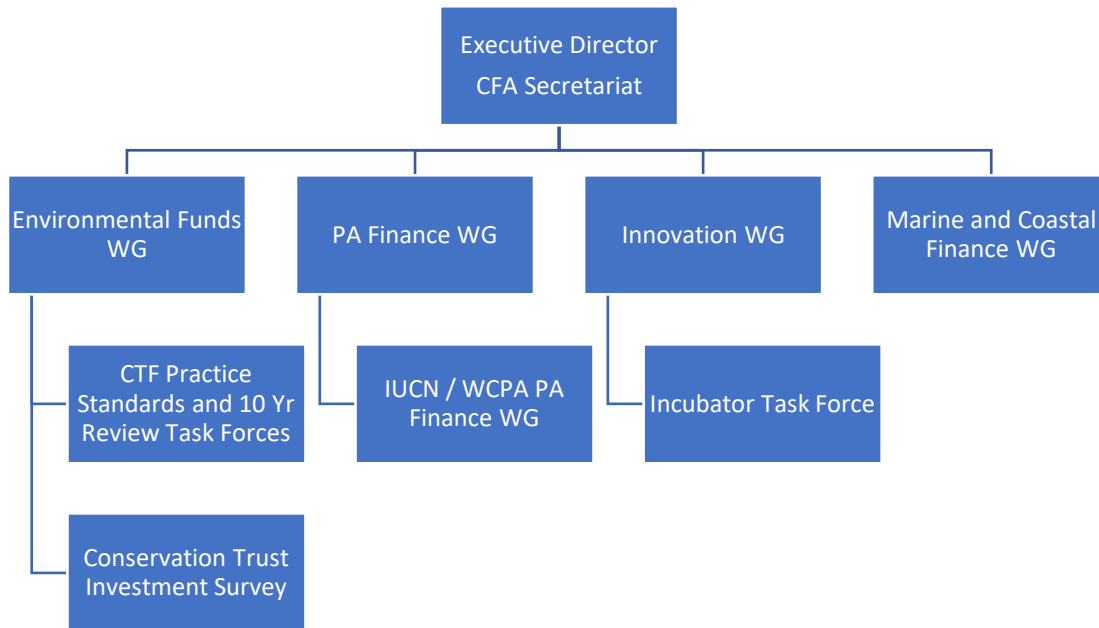 Executive Director
CFA Secretariat
Environmental Funds
WG
PA Finance WG
Innovation WG
Marine and Coastal
Finance WG
CTF Practice
Standards and 10 Yr
Review Task Forces
IUCN / WCPA PA
Finance WG
Incubator Task Force
Conservation Trust
Investment Survey